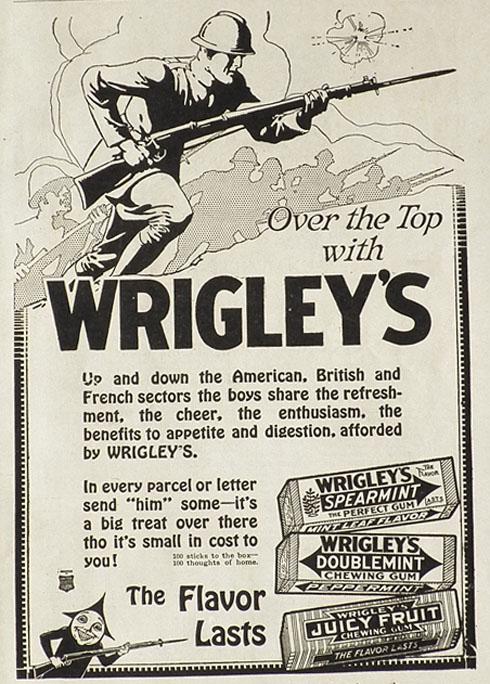 Over the Top
with
WRIGLEY'S
Up and down the American, British and
French sectors the boys share the refresh-
ment, the cheer, the enthusiasm, the
benefits to appetite and digestion, afforded
by WRIGLEY'S.
In every parcel or letter
send "him" some—it's
a big treat over there
tho it's small in cost to
you!
100 sticks to the box—
100 thoughts of home.
The Flavor
Lasts
WRIGLEY'S
SPEARMINT
THE PERFECT GUM
MINT LEAF FLAVOR
THE
FLAVOR
LASTS
WRIGLEY'S
DOUBLEMINT
CHEWING GUM
PEPPERMINT
WRIGLEY'S
JUICY FRUIT
CHEWING GUM
THE FLAVOR LASTS